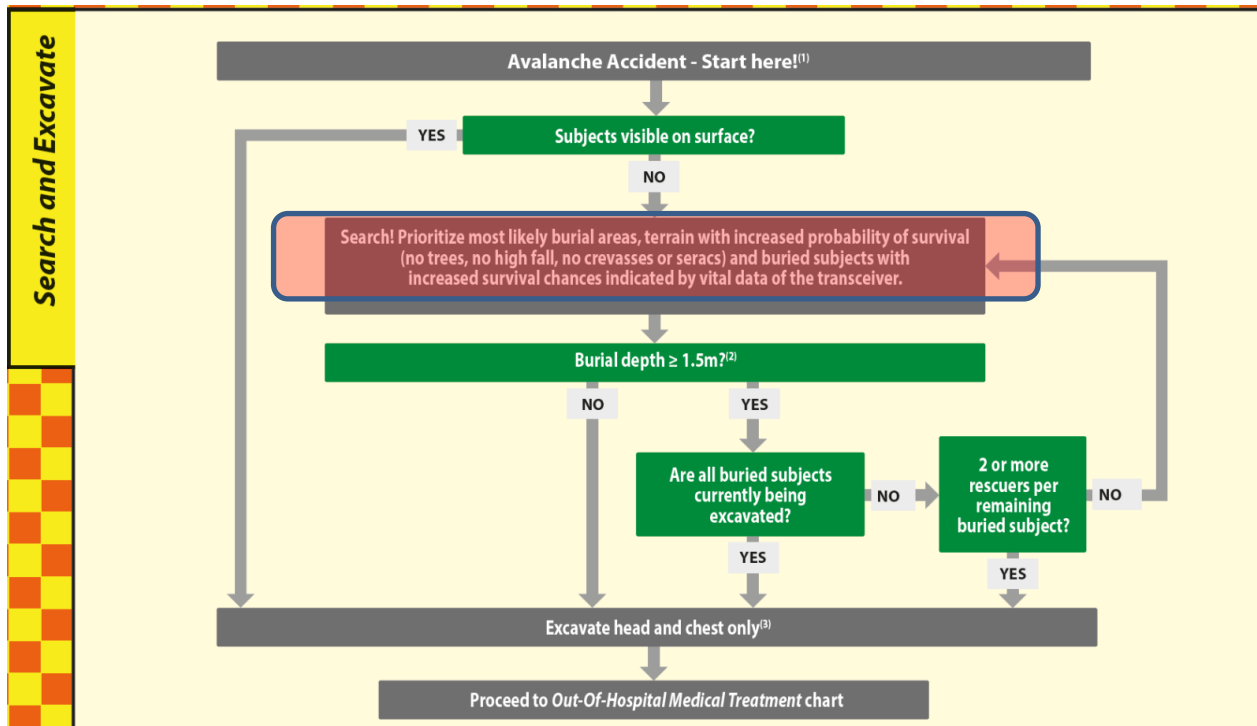 Search and Excavate
Avalanche Accident - Start here!(1)
YES
Subjects visible on surface?
NO
Search! Prioritize most likely burial areas, terrain with increased probability of survival
(no trees, no high fall, no crevasses or seracs) and buried subjects with
increased survival chances indicated by vital data of the transceiver.
Burial depth ≥ 1.5m?(2)
NO
YES
Are all buried subjects
currently being
excavated?
NO
2 or more
rescuers per
remaining
buried subject?
NO
YES
YES
Excavate head and chest only(3)
Proceed to Out-Of-Hospital Medical Treatment chart